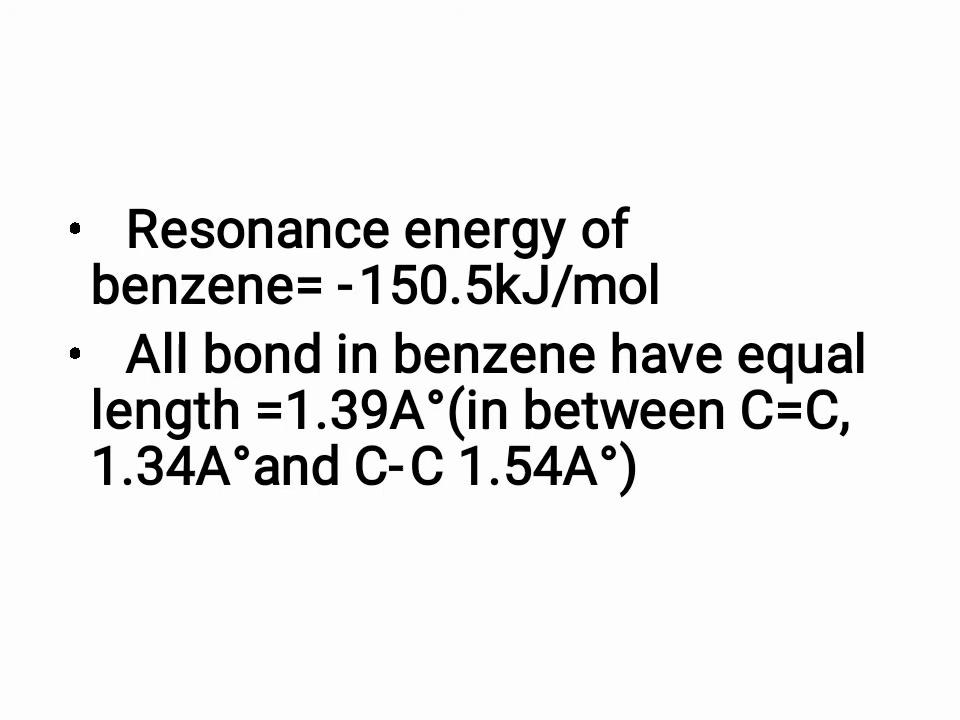 • Resonance energy of
benzene= -150.5kJ/mol
• All bond in benzene have equal
length =1.39A°(in between C=C,
1.34A°and C-C 1.54A°)